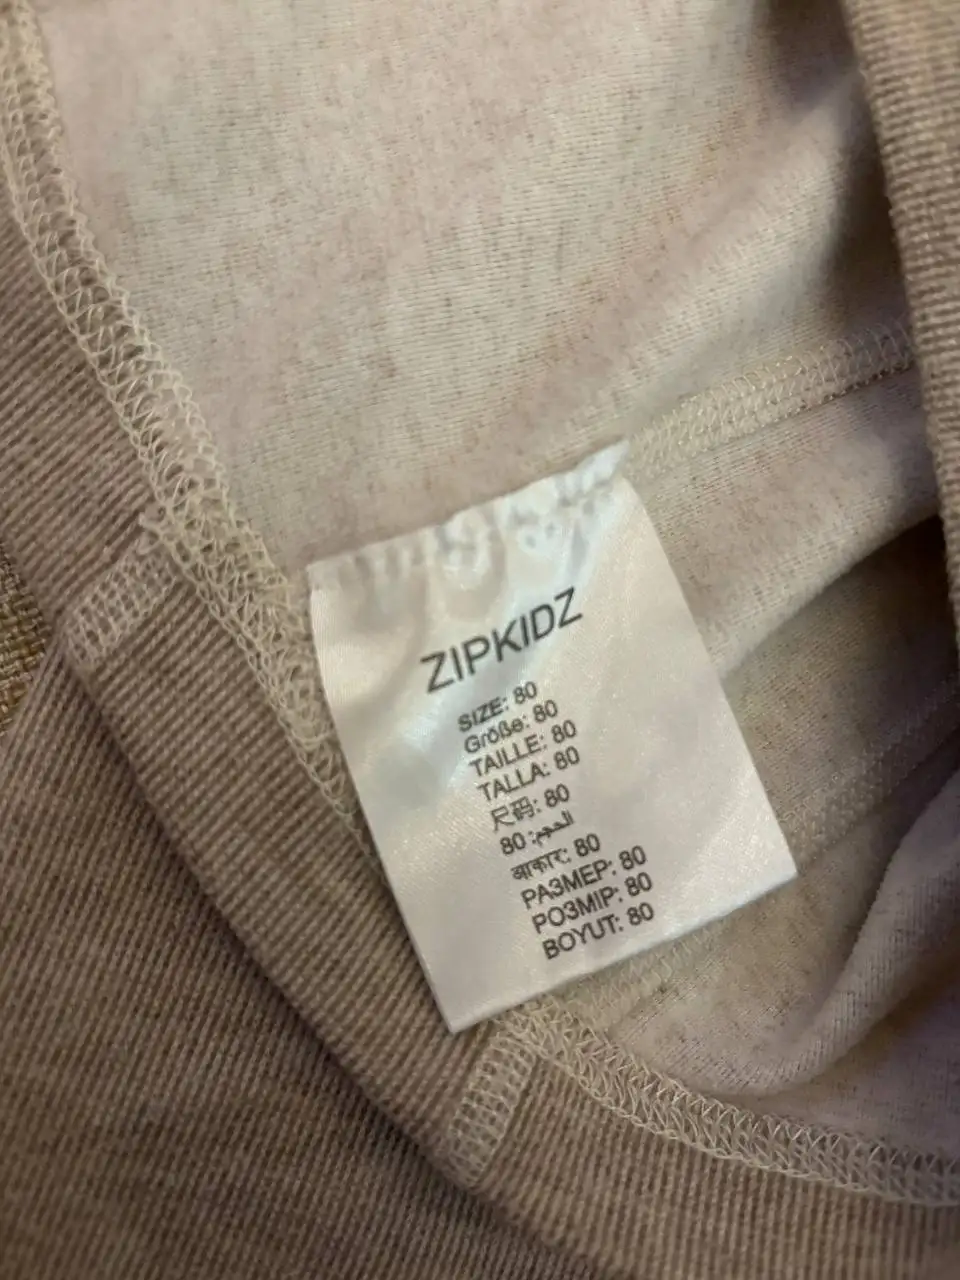 ZIPKIDZ
SIZE: 80
Größe: 80
TAILLE: 80
TALLA: 80
尺码: 80
الحجم: 80
आकार: 80
РАЗМЕР: 80
РОЗМІР: 80
BOYUT: 80